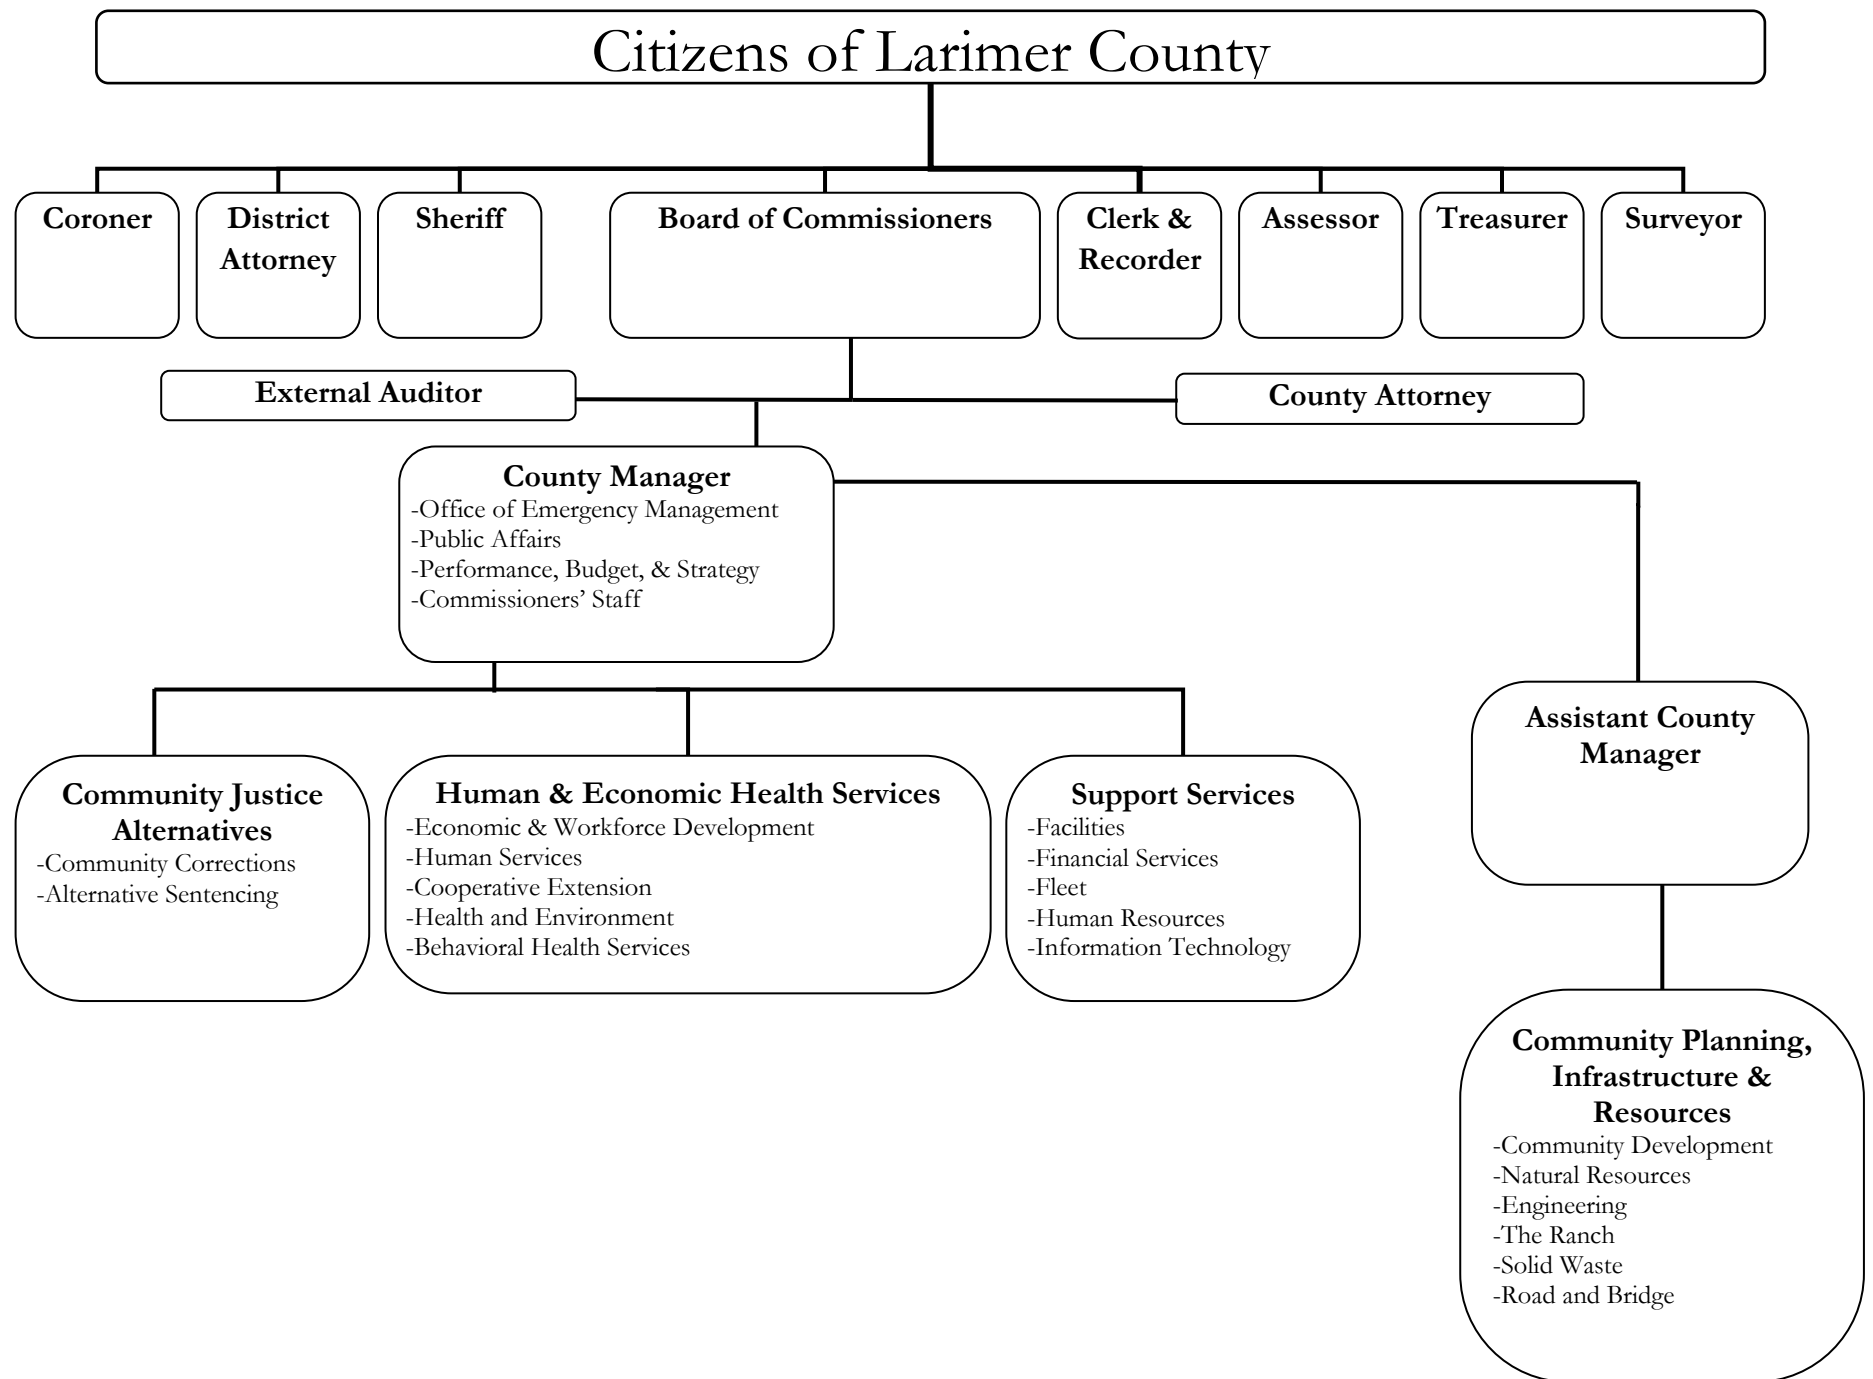 Citizens of Larimer County
Coroner
District
Attorney
Sheriff
Board of Commissioners
Clerk &
Recorder
Assessor
Treasurer
Surveyor
External Auditor
County Attorney
County Manager
-Office of Emergency Management
-Public Affairs
-Performance, Budget, & Strategy
-Commissioners’ Staff
Assistant County
Manager
Community Justice
Alternatives
-Community Corrections
-Alternative Sentencing
Human & Economic Health Services
-Economic & Workforce Development
-Human Services
-Cooperative Extension
-Health and Environment
-Behavioral Health Services
Support Services
-Facilities
-Financial Services
-Fleet
-Human Resources
-Information Technology
Community Planning,
Infrastructure &
Resources
-Community Development
-Natural Resources
-Engineering
-The Ranch
-Solid Waste
-Road and Bridge